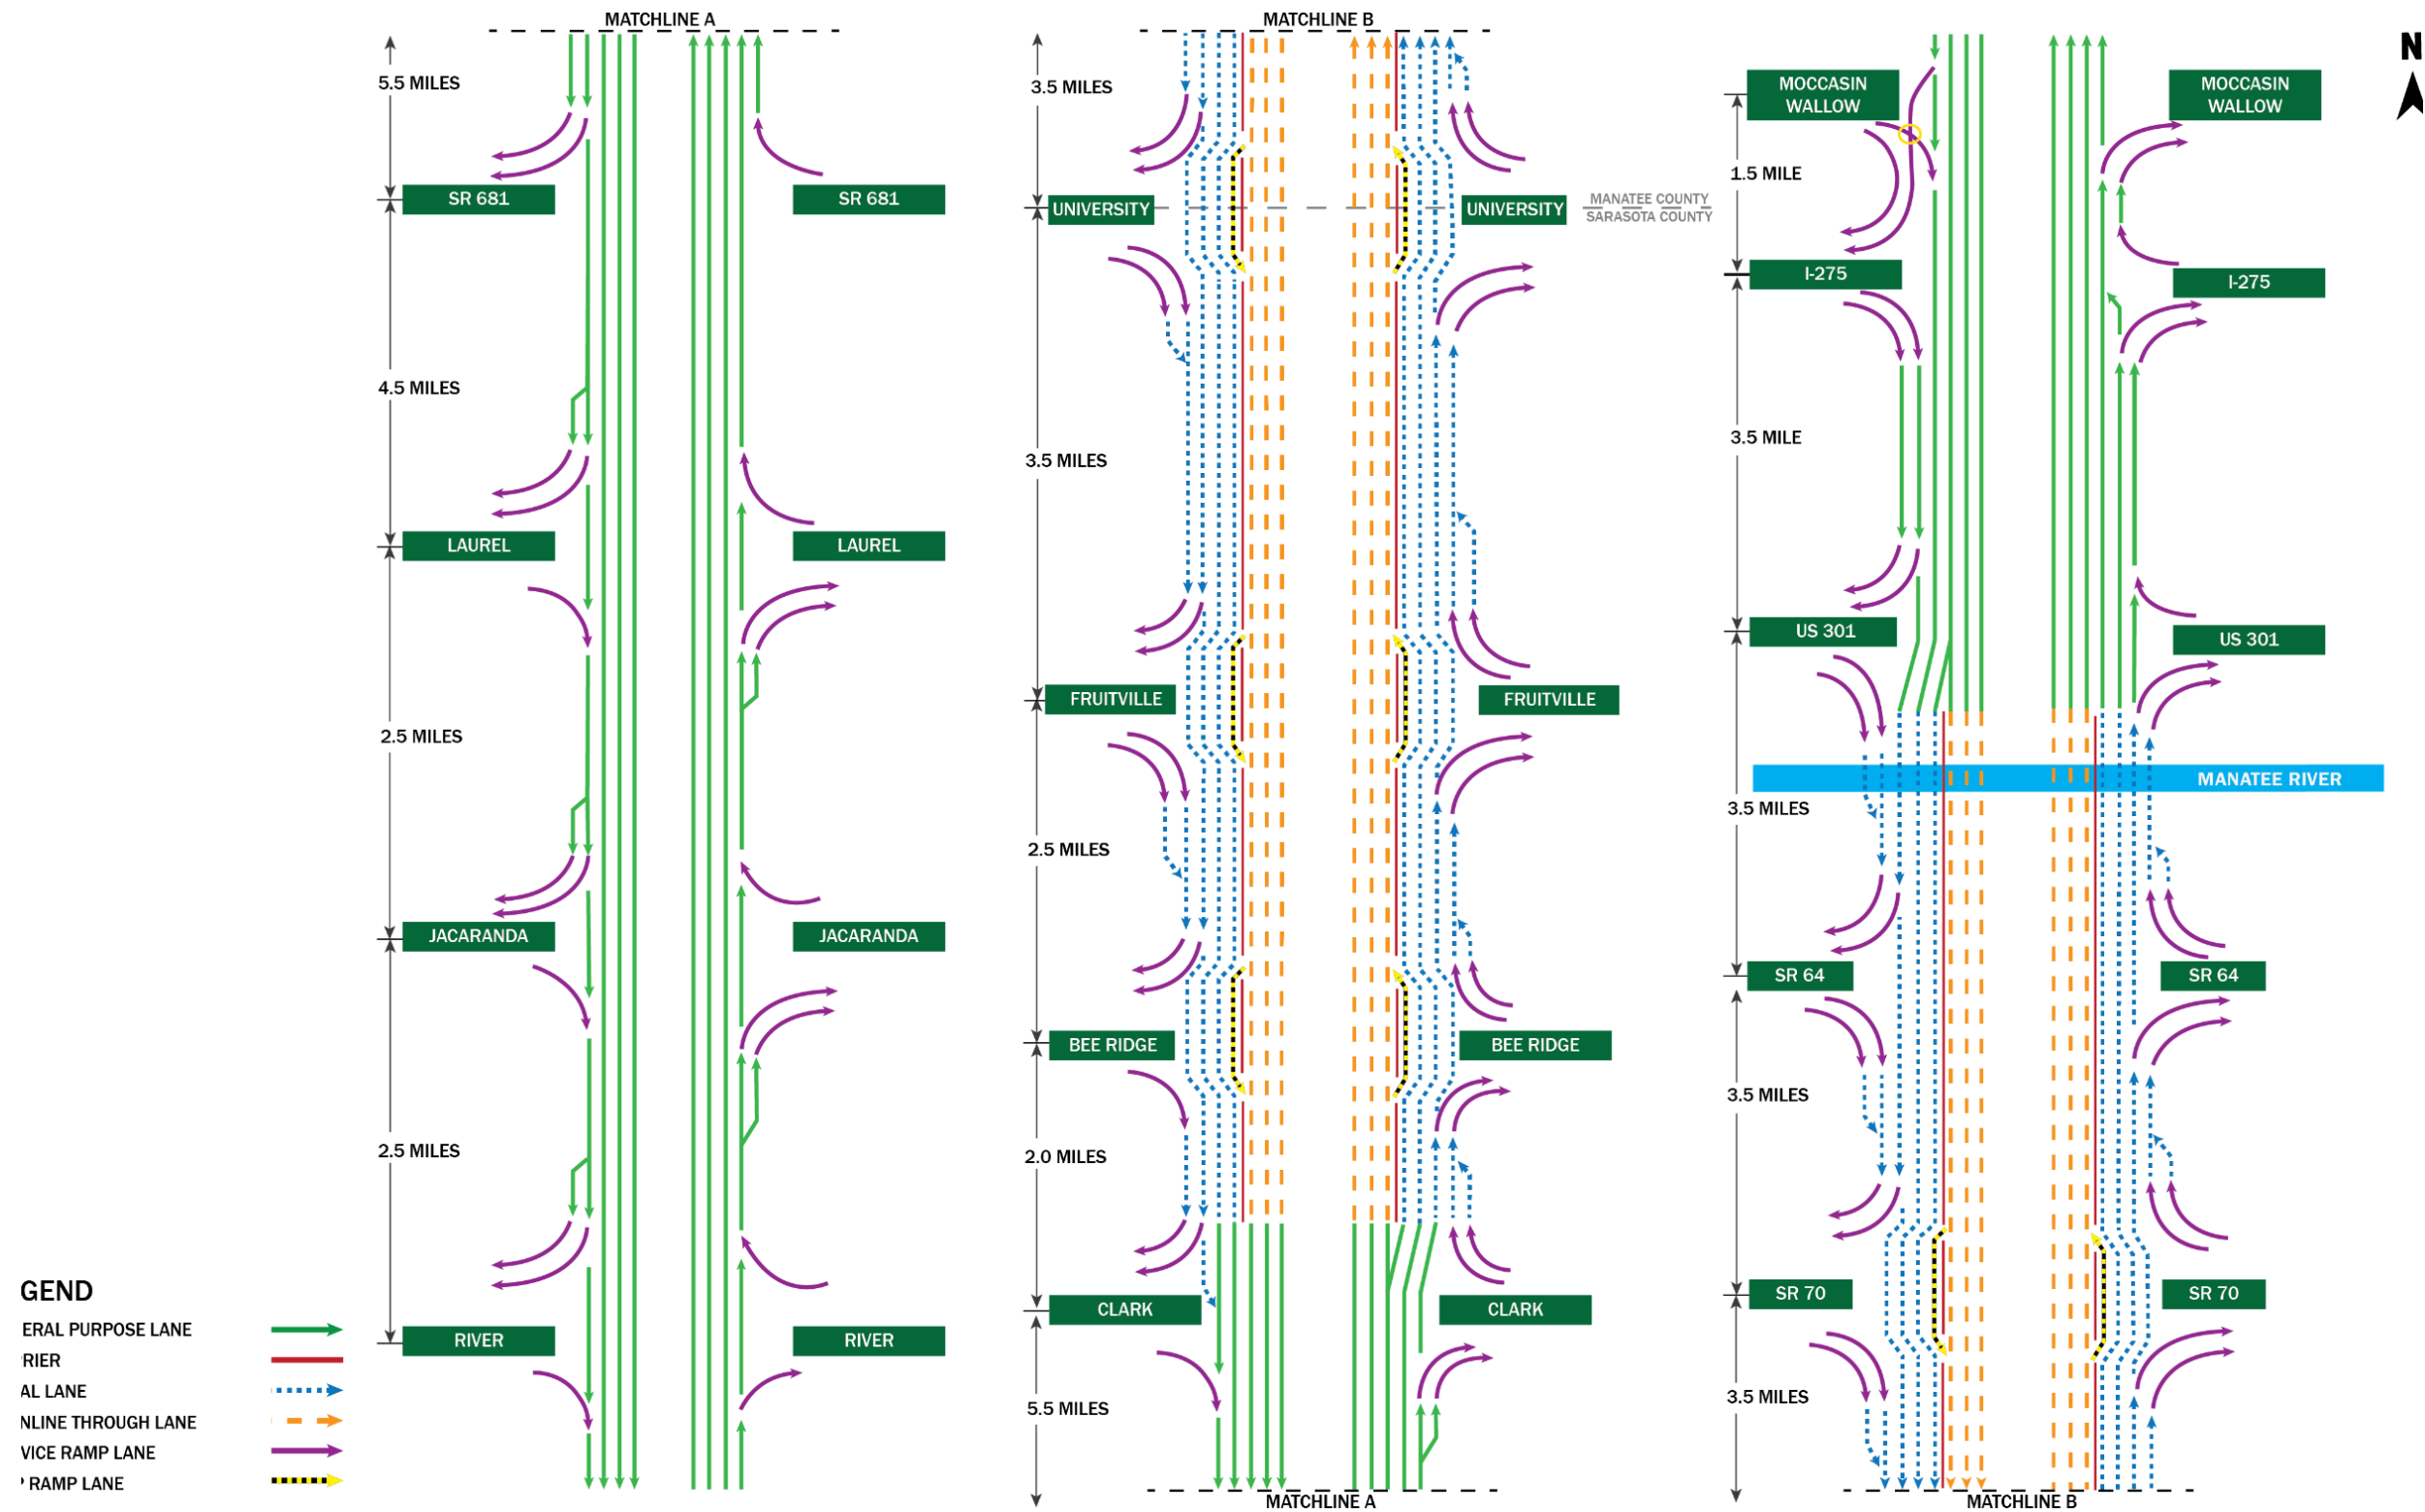 MATCHLINE A
5.5 MILES
SR 681
SR 681
4.5 MILES
LAUREL
LAUREL
2.5 MILES
JACARANDA
JACARANDA
2.5 MILES
RIVER
RIVER
GEND
ERAL PURPOSE LANE
RIER
AL LANE
NLINE THROUGH LANE
VICE RAMP LANE
RAMP LANE
MATCHLINE B
3.5 MILES
UNIVERSITY
UNIVERSITY
MANATEE COUNTY
SARASOTA COUNTY
3.5 MILES
FRUITVILLE
FRUITVILLE
2.5 MILES
BEE RIDGE
BEE RIDGE
2.0 MILES
CLARK
CLARK
5.5 MILES
MATCHLINE A
N
MOCCASIN
WALLOW
MOCCASIN
WALLOW
1.5 MILE
I-275
I-275
3.5 MILE
US 301
US 301
MANATEE RIVER
3.5 MILES
SR 64
SR 64
3.5 MILES
SR 70
SR 70
3.5 MILES
MATCHLINE B